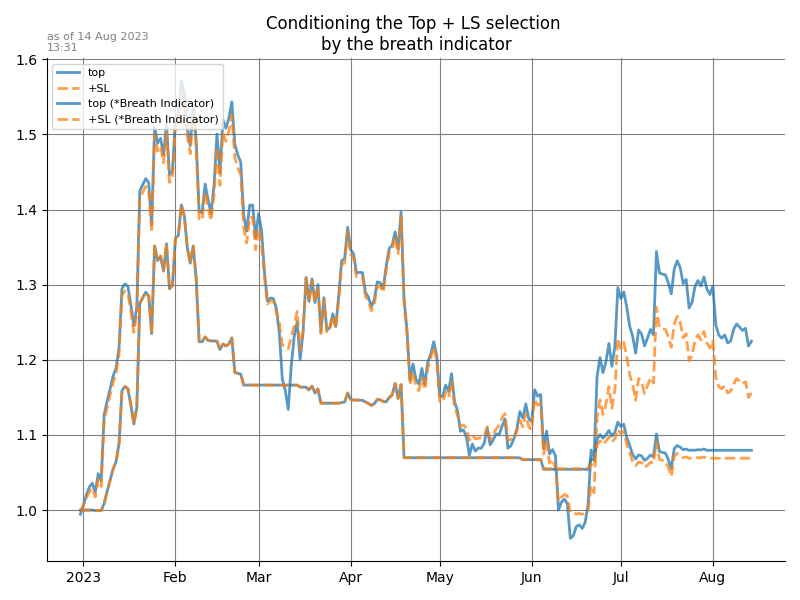 Conditioning the Top + LS selection
by the breath indicator
as of 14 Aug 2023
13:31
top
+SL
top (*Breath Indicator)
+SL (*Breath Indicator)
1.6
1.5
1.4
1.3
1.2
1.1
1.0
2023 Feb Mar Apr May Jun Jul Aug